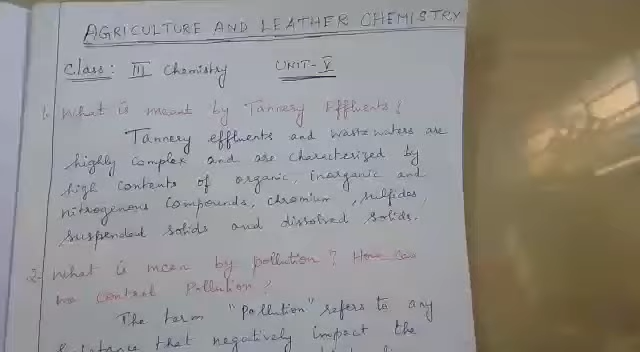 AGRICULTURE AND LEATHER CHEMISTRY
Class: III Chemistry UNIT-V
1. What is meant by Tannery Effluents?
Tannery effluents and wastewaters are
highly complex and are characterized by
high contents of organic, inorganic and
nitrogenous compounds, chromium, sulfides,
suspended solids and dissolved solids.
2. What is mean by pollution? How can
we control Pollution?
The term "Pollution" refers to any
that negatively impact the